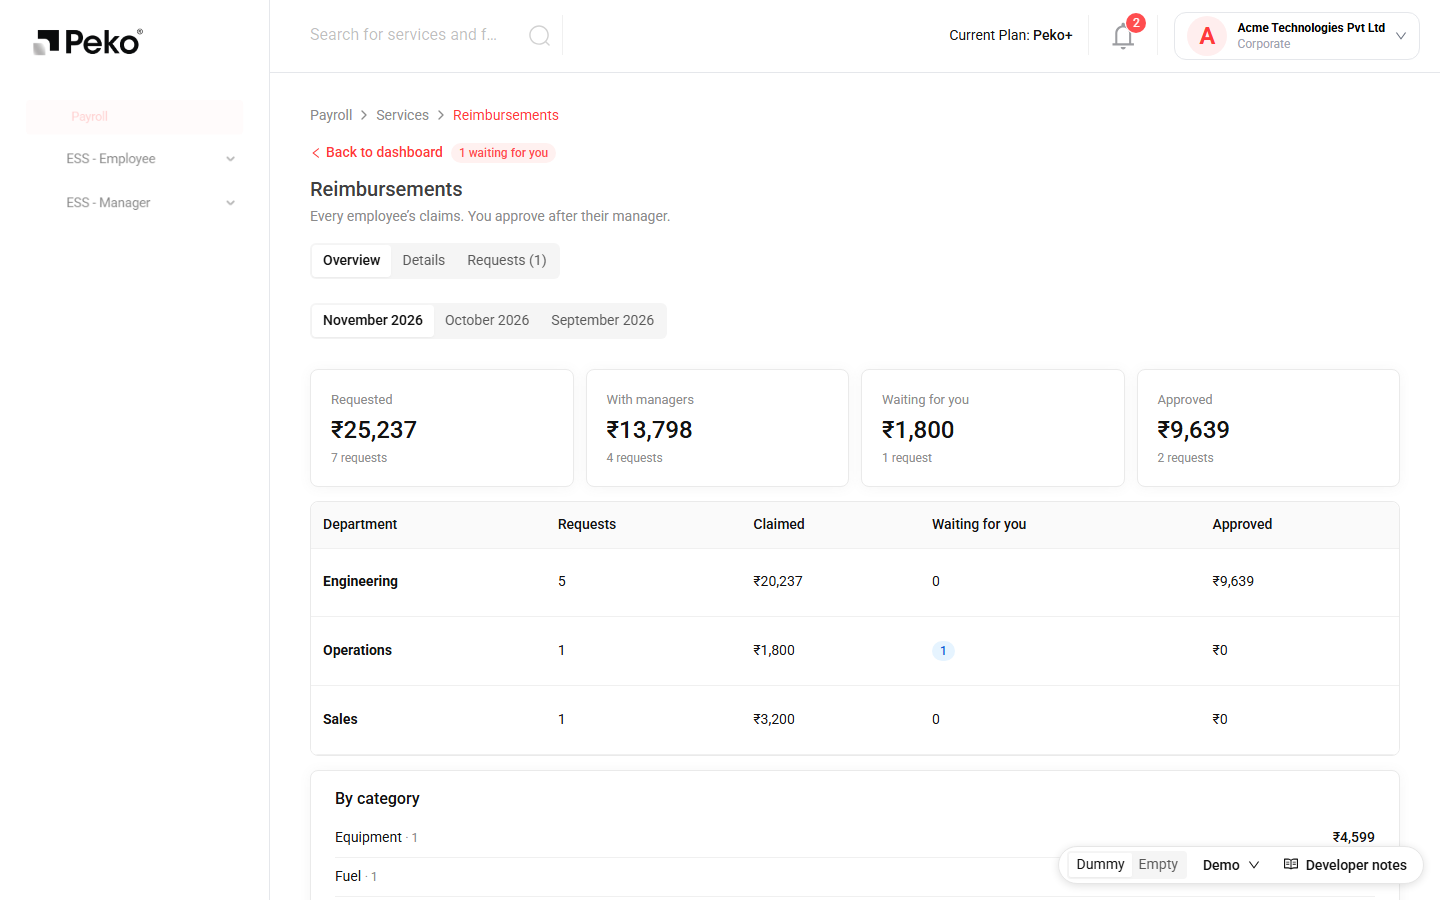 Peko®
Search for services and f...
Current Plan: Peko+
2
A
Acme Technologies Pvt Ltd
Corporate
Payroll
ESS - Employee
ESS - Manager
Payroll > Services > Reimbursements
< Back to dashboard
1 waiting for you
Reimbursements
Every employee's claims. You approve after their manager.
Overview Details Requests (1)
November 2026 October 2026 September 2026
Requested
₹25,237
7 requests
With managers
₹13,798
4 requests
Waiting for you
₹1,800
1 request
Approved
₹9,639
2 requests
Department Requests Claimed Waiting for you Approved
Engineering 5 ₹20,237 0 ₹9,639
Operations 1 ₹1,800 1 ₹0
Sales 1 ₹3,200 0 ₹0
By category
Equipment · 1 ₹4,599
Fuel · 1
Dummy Empty Demo Developer notes